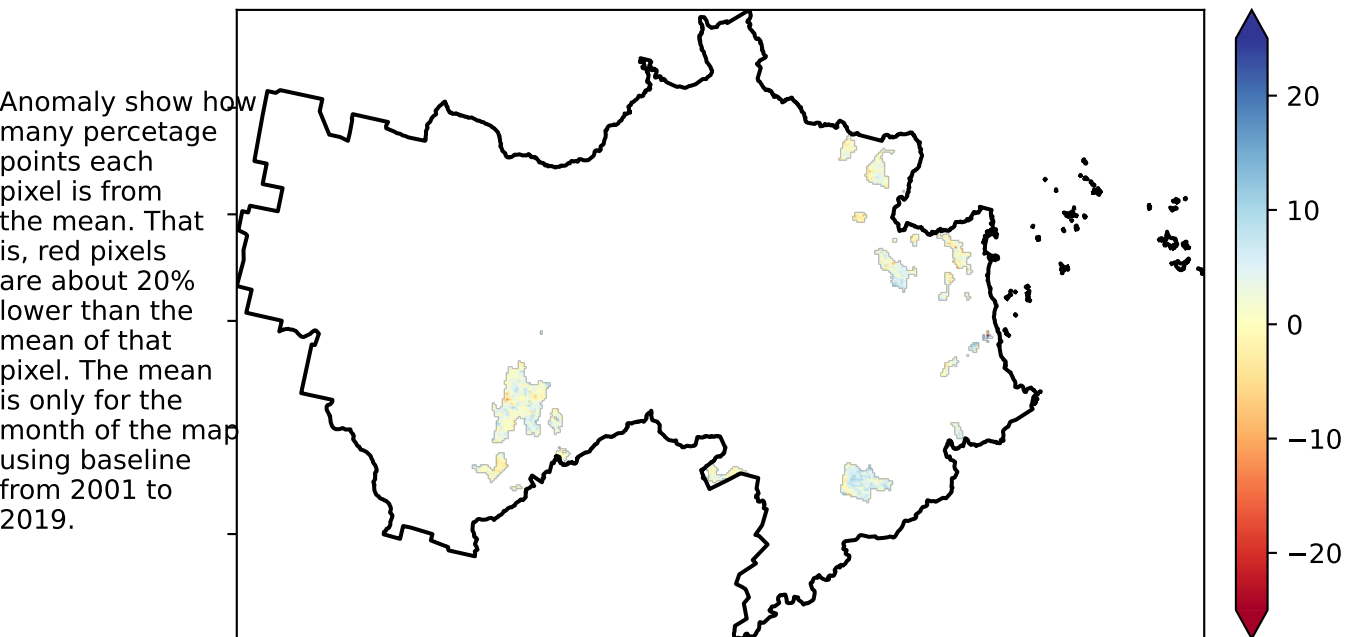 Anomaly show how
many percetage
points each
pixel is from
the mean. That
is, red pixels
are about 20%
lower than the
mean of that
pixel. The mean
is only for the
month of the map
using baseline
from 2001 to
2019.
20
10
0
−10
−20